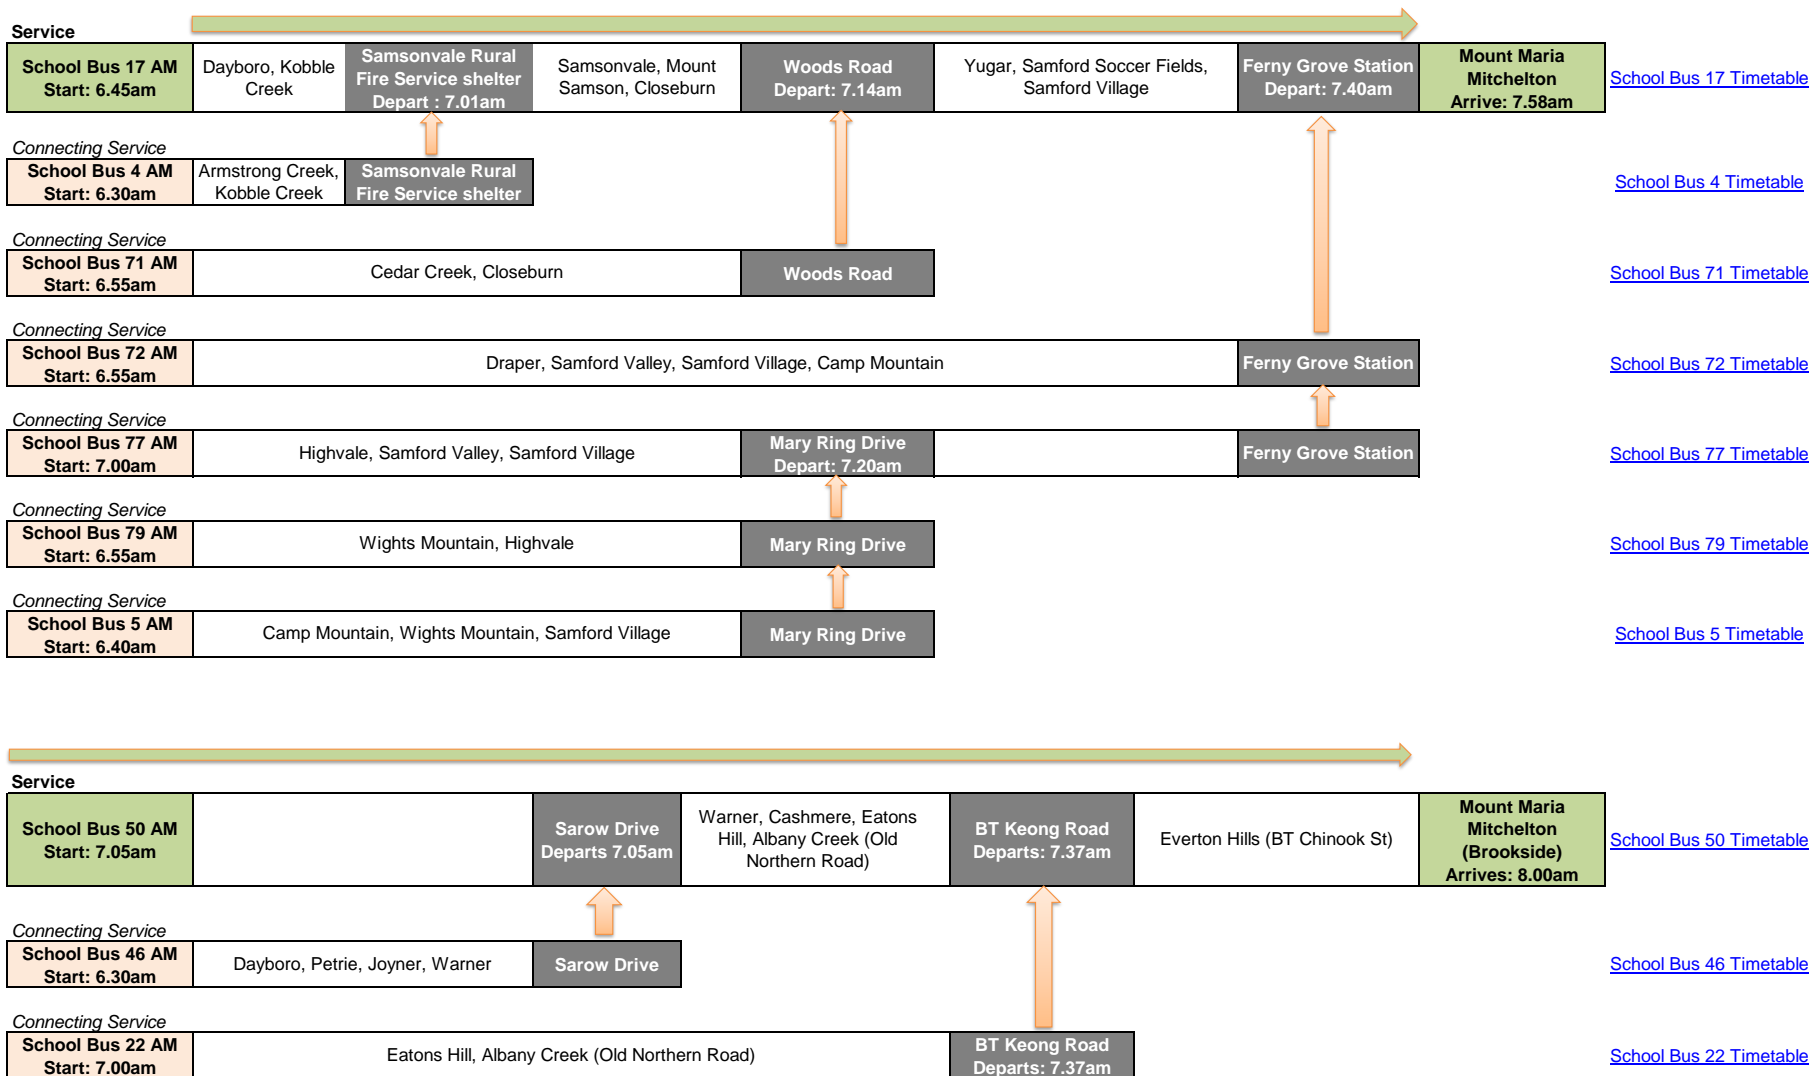 Service
School Bus 17 AM
Start: 6.45am
Dayboro, Kobble
Creek
Samsonvale Rural
Fire Service shelter
Depart : 7.01am
Samsonvale, Mount
Samson, Closeburn
Woods Road
Depart: 7.14am
Yugar, Samford Soccer Fields,
Samford Village
Ferny Grove Station
Depart: 7.40am
Mount Maria
Mitchelton
Arrive: 7.58am
School Bus 17 Timetable
Connecting Service
School Bus 4 AM
Start: 6.30am
Armstrong Creek,
Kobble Creek
Samsonvale Rural
Fire Service shelter
School Bus 4 Timetable
Connecting Service
School Bus 71 AM
Start: 6.55am
Cedar Creek, Closeburn
Woods Road
School Bus 71 Timetable
Connecting Service
School Bus 72 AM
Start: 6.55am
Draper, Samford Valley, Samford Village, Camp Mountain
Ferny Grove Station
School Bus 72 Timetable
Connecting Service
School Bus 77 AM
Start: 7.00am
Highvale, Samford Valley, Samford Village
Mary Ring Drive
Depart: 7.20am
Ferny Grove Station
School Bus 77 Timetable
Connecting Service
School Bus 79 AM
Start: 6.55am
Wights Mountain, Highvale
Mary Ring Drive
School Bus 79 Timetable
Connecting Service
School Bus 5 AM
Start: 6.40am
Camp Mountain, Wights Mountain, Samford Village
Mary Ring Drive
School Bus 5 Timetable
Service
School Bus 50 AM
Start: 7.05am
Sarow Drive
Departs 7.05am
Warner, Cashmere, Eatons
Hill, Albany Creek (Old
Northern Road)
BT Keong Road
Departs: 7.37am
Everton Hills (BT Chinook St)
Mount Maria
Mitchelton
(Brookside)
Arrives: 8.00am
School Bus 50 Timetable
Connecting Service
School Bus 46 AM
Start: 6.30am
Dayboro, Petrie, Joyner, Warner
Sarow Drive
School Bus 46 Timetable
Connecting Service
School Bus 22 AM
Start: 7.00am
Eatons Hill, Albany Creek (Old Northern Road)
BT Keong Road
Departs: 7.37am
School Bus 22 Timetable